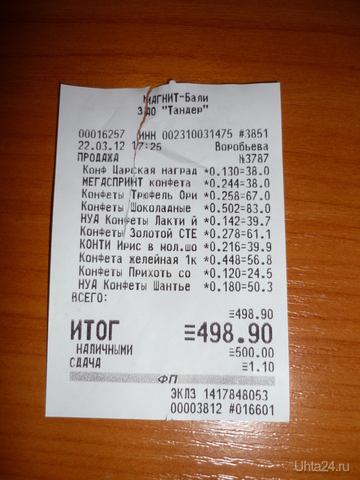 МАГНИТ-Бали
ЗАО "Тандер"
00016257 ИНН 002310031475 #3851
22.03.12 17:25 Воробьева
ПРОДАЖА №3787
Конф Царская наград *0.130=38.0
МЕГАСПРИНТ конфета *0.244=38.0
Конфеты Трюфель Ори *0.258=67.0
Конфеты Шоколадные *0.502=83.0
НУА Конфеты Лакти й *0.142=39.7
Конфеты Золотой СТЕ *0.278=61.1
КОНТИ Ирис в мол.шо *0.216=39.9
Конфета желейная 1к *0.448=56.8
Конфеты Прихоть со *0.120=24.5
НУА Конфеты Шантье *0.180=50.3
ВСЕГО:
≡498.90
ИТОГ ≡498.90
НАЛИЧНЫМИ ≡500.00
СДАЧА ≡1.10
ФП
ЭКЛЗ 1417848053
00003812 #016601
Uhta24.ru